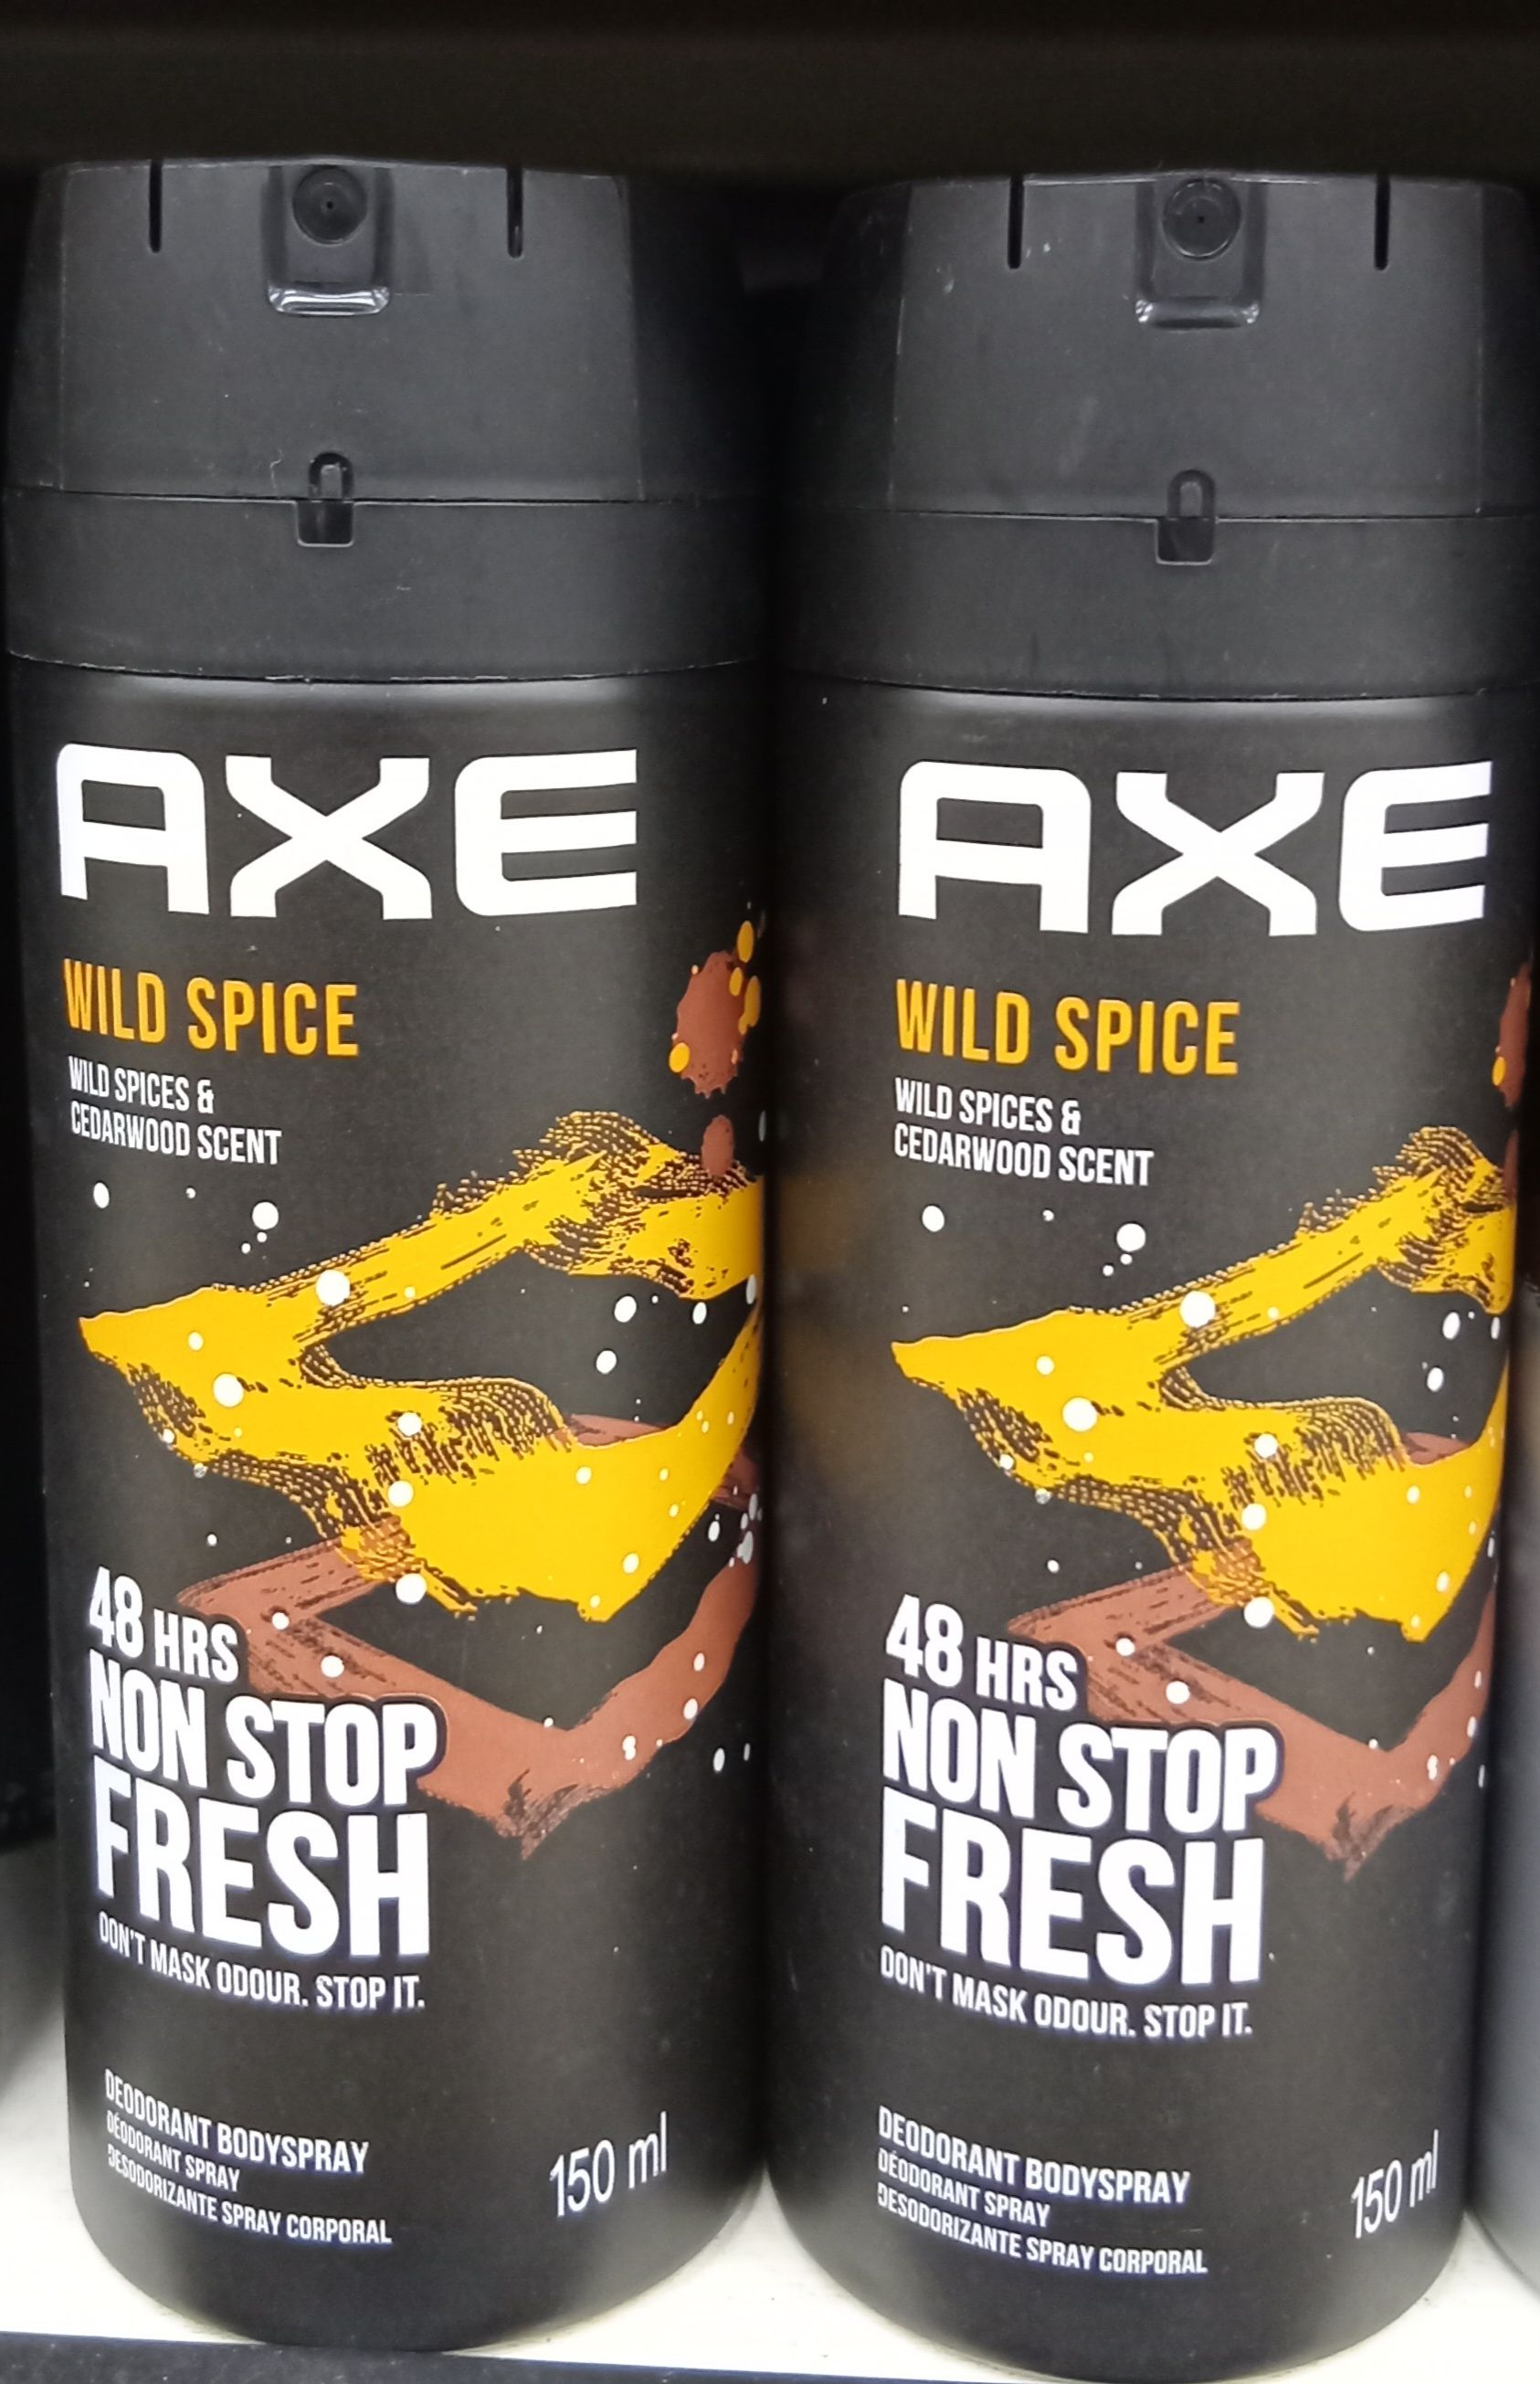 AXE
WILD SPICE
WILD SPICES &
CEDARWOOD SCENT
48 HRS
NON STOP
FRESH
DON'T MASK ODOUR. STOP IT.
DEODORANT BODYSPRAY
DÉODORANT SPRAY
DESODORIZANTE SPRAY CORPORAL
150 ml
AXE
WILD SPICE
WILD SPICES &
CEDARWOOD SCENT
48 HRS
NON STOP
FRESH
DON'T MASK ODOUR. STOP IT.
DEODORANT BODYSPRAY
DÉODORANT SPRAY
DESODORIZANTE SPRAY CORPORAL
150 ml